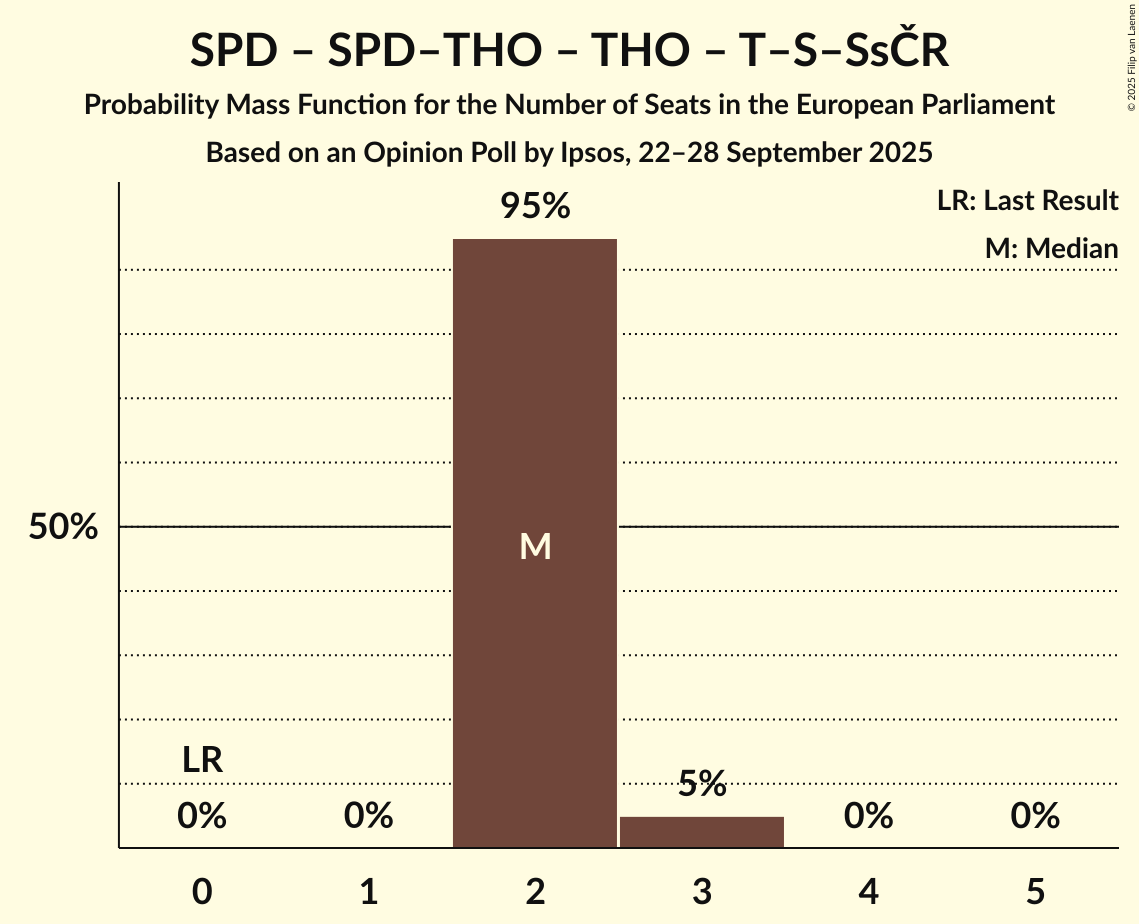 SPD – SPD–THO – THO – T–S–SsČR
Probability Mass Function for the Number of Seats in the European Parliament
Based on an Opinion Poll by Ipsos, 22–28 September 2025
© 2025 Filip van Laenen
LR: Last Result
M: Median
95%
50%
M
LR
0%
0%
5%
0%
0%
0
1
2
3
4
5